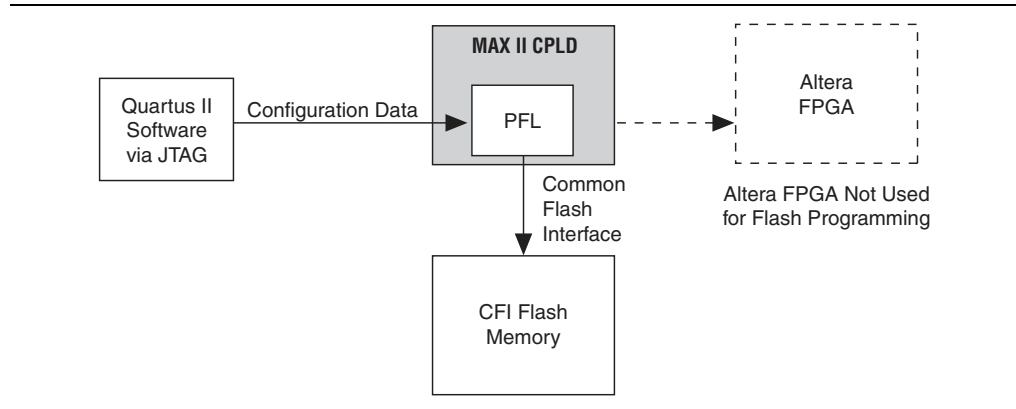 MAX II CPLD
Quartus II
Software
via JTAG
Configuration Data
PFL
Altera
FPGA
Common
Flash
Interface
Altera FPGA Not Used
for Flash Programming
CFI Flash
Memory